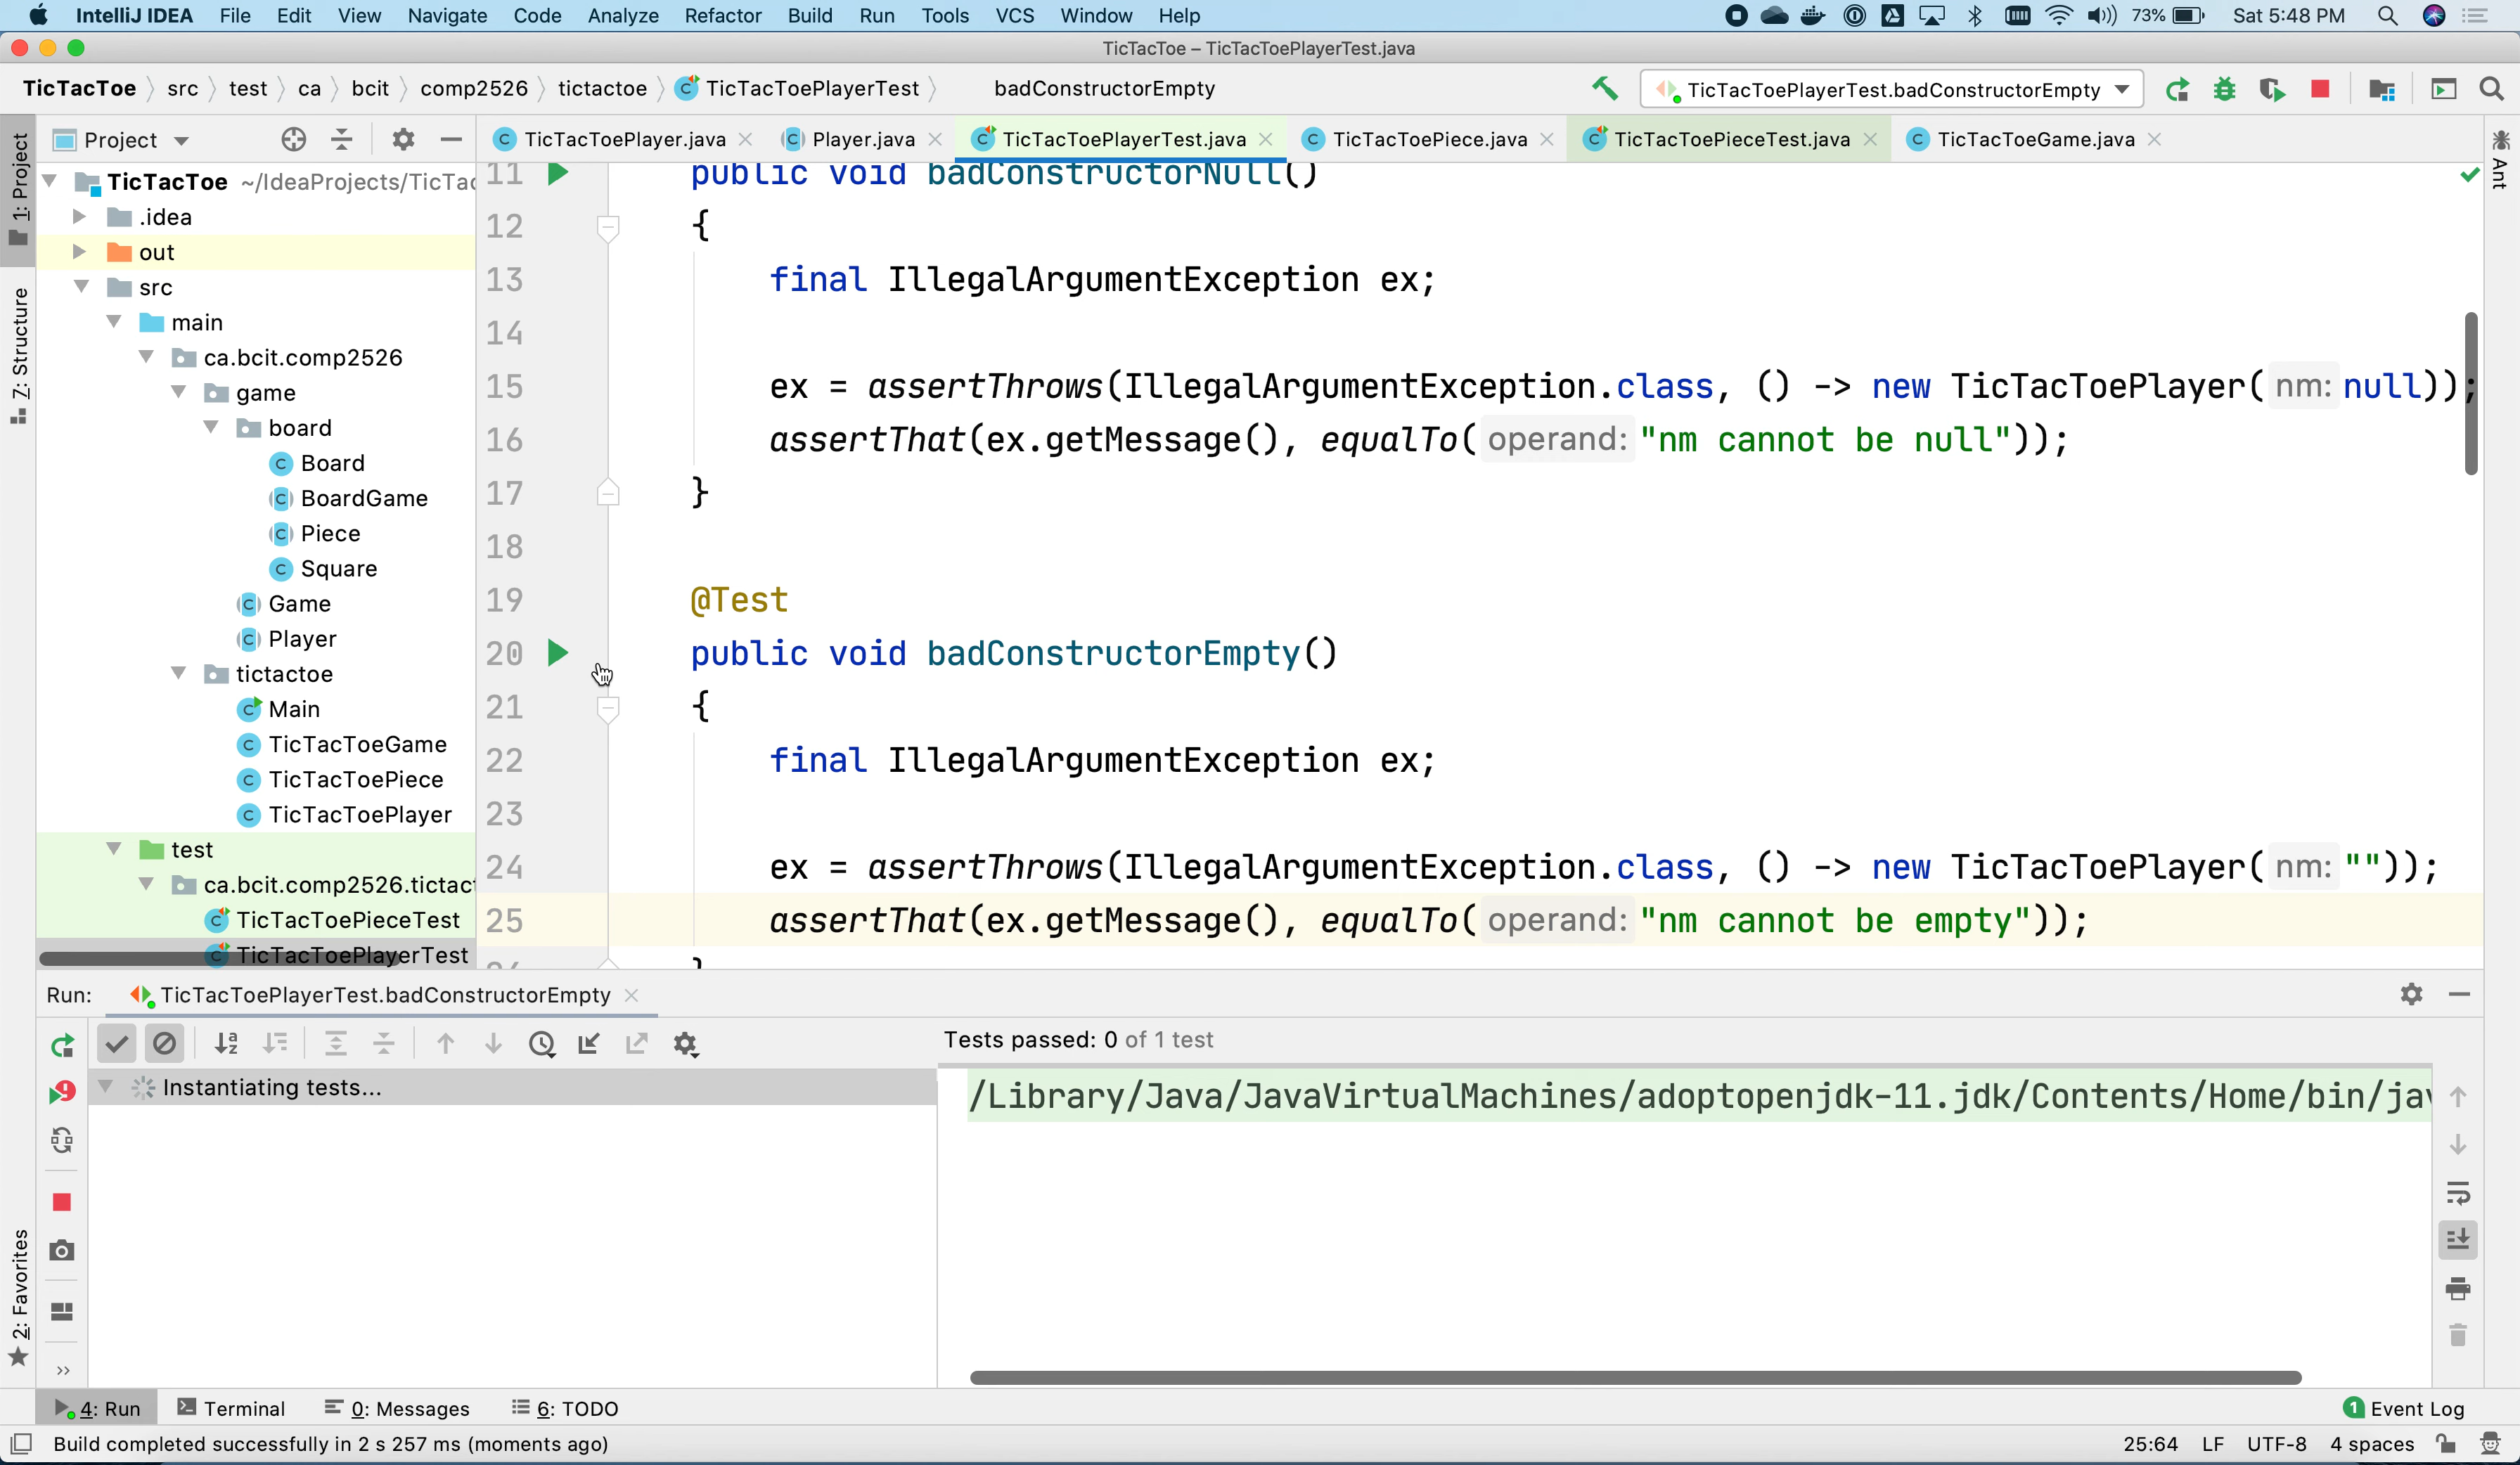 IntelliJ IDEA File Edit View Navigate Code Analyze Refactor Build Run Tools VCS Window Help 73% Sat 5:48 PM
TicTacToe – TicTacToePlayerTest.java
TicTacToe src test ca bcit comp2526 tictactoe TicTacToePlayerTest badConstructorEmpty TicTacToePlayerTest.badConstructorEmpty
Project TicTacToePlayer.java Player.java TicTacToePlayerTest.java TicTacToePiece.java TicTacToePieceTest.java TicTacToeGame.java
1: Project
7: Structure
2: Favorites
Ant
TicTacToe ~/IdeaProjects/TicTac
.idea
out
src
main
ca.bcit.comp2526
game
board
Board
BoardGame
Piece
Square
Game
Player
tictactoe
Main
TicTacToeGame
TicTacToePiece
TicTacToePlayer
test
ca.bcit.comp2526.tictact
TicTacToePieceTest
TicTacToePlayerTest
11 public void badConstructorNull()
12 {
13 final IllegalArgumentException ex;
14
15 ex = assertThrows(IllegalArgumentException.class, () -> new TicTacToePlayer( nm: null));
16 assertThat(ex.getMessage(), equalTo( operand: "nm cannot be null"));
17 }
18
19 @Test
20 public void badConstructorEmpty()
21 {
22 final IllegalArgumentException ex;
23
24 ex = assertThrows(IllegalArgumentException.class, () -> new TicTacToePlayer( nm: ""));
25 assertThat(ex.getMessage(), equalTo( operand: "nm cannot be empty"));
}
Run: TicTacToePlayerTest.badConstructorEmpty
Tests passed: 0 of 1 test
Instantiating tests...
/Library/Java/JavaVirtualMachines/adoptopenjdk-11.jdk/Contents/Home/bin/jav
4: Run Terminal 0: Messages 6: TODO 1 Event Log
Build completed successfully in 2 s 257 ms (moments ago) 25:64 LF UTF-8 4 spaces